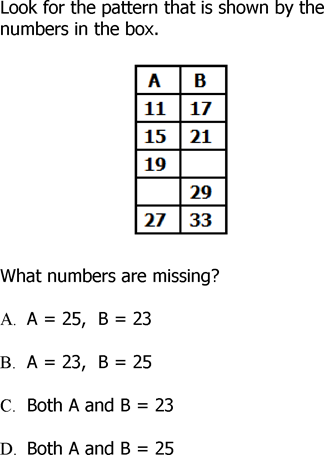 Look for the pattern that is shown by the
numbers in the box.
A B
11 17
15 21
19
29
27 33
What numbers are missing?
A. A = 25, B = 23
B. A = 23, B = 25
C. Both A and B = 23
D. Both A and B = 25